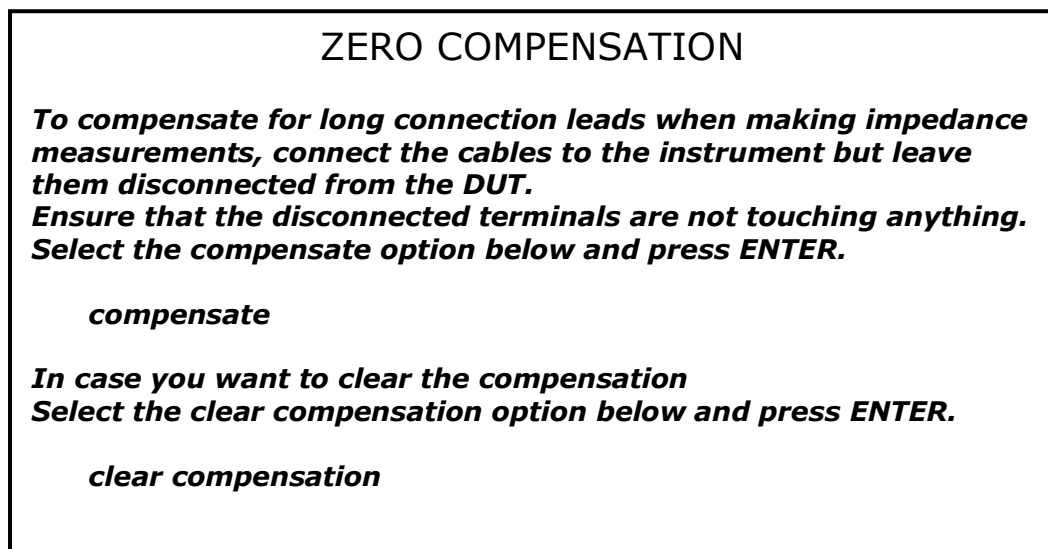 ZERO COMPENSATION
To compensate for long connection leads when making impedance
measurements, connect the cables to the instrument but leave
them disconnected from the DUT.
Ensure that the disconnected terminals are not touching anything.
Select the compensate option below and press ENTER.
compensate
In case you want to clear the compensation
Select the clear compensation option below and press ENTER.
clear compensation